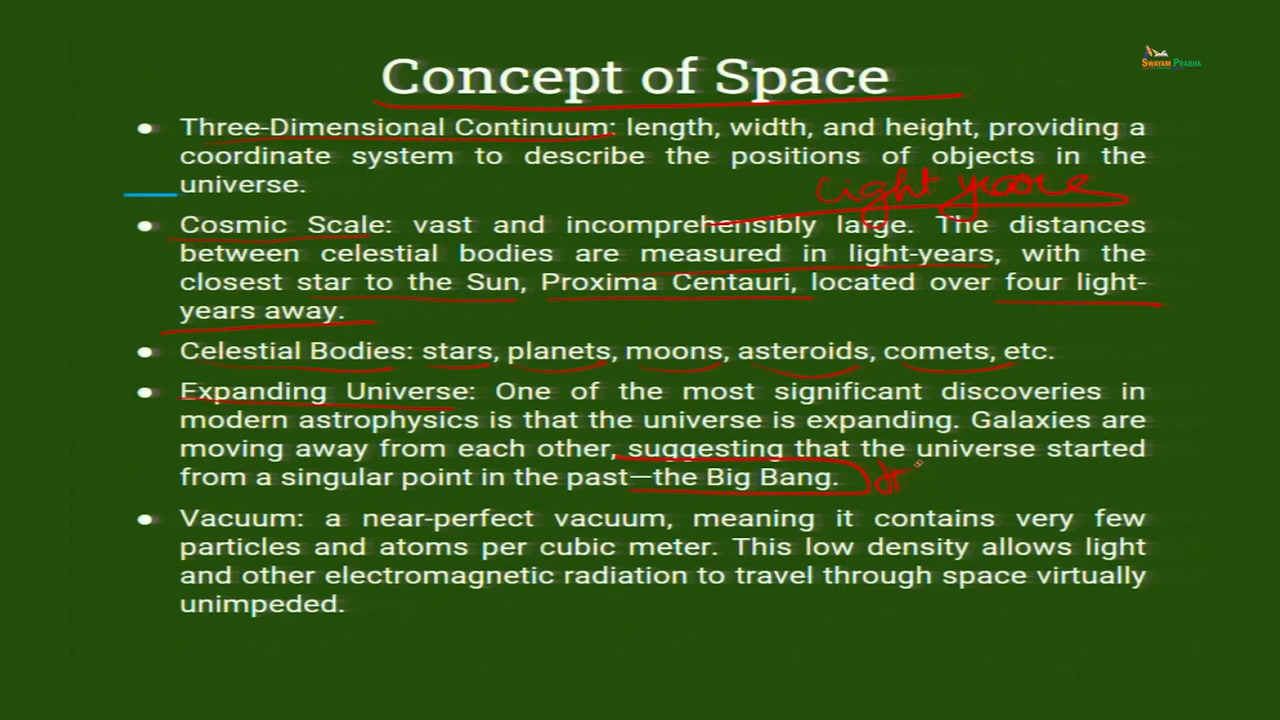 Concept of Space
SWAYAM PRABHA
● Three-Dimensional Continuum: length, width, and height, providing a
coordinate system to describe the positions of objects in the
universe.
light years
● Cosmic Scale: vast and incomprehensibly large. The distances
between celestial bodies are measured in light-years, with the
closest star to the Sun, Proxima Centauri, located over four light-
years away.
● Celestial Bodies: stars, planets, moons, asteroids, comets, etc.
● Expanding Universe: One of the most significant discoveries in
modern astrophysics is that the universe is expanding. Galaxies are
moving away from each other, suggesting that the universe started
from a singular point in the past—the Big Bang.
● Vacuum: a near-perfect vacuum, meaning it contains very few
particles and atoms per cubic meter. This low density allows light
and other electromagnetic radiation to travel through space virtually
unimpeded.